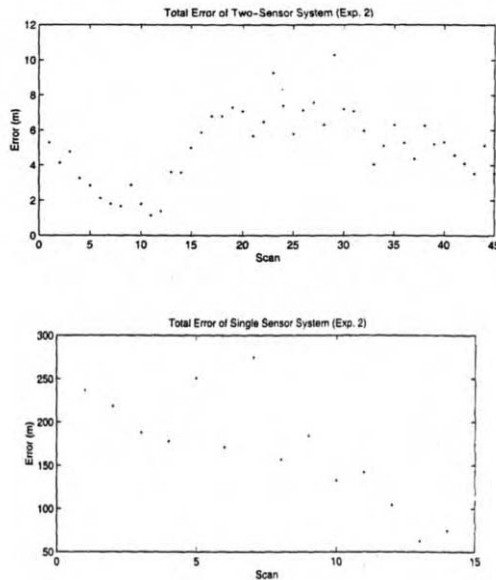 Total Error of Two-Sensor System (Exp. 2)
12
10
8
6
4
2
0
Error (m)
0 5 10 15 20 25 30 35 40 45
Scan
Total Error of Single Sensor System (Exp. 2)
300
250
200
150
100
50
Error (m)
0 5 10 15
Scan